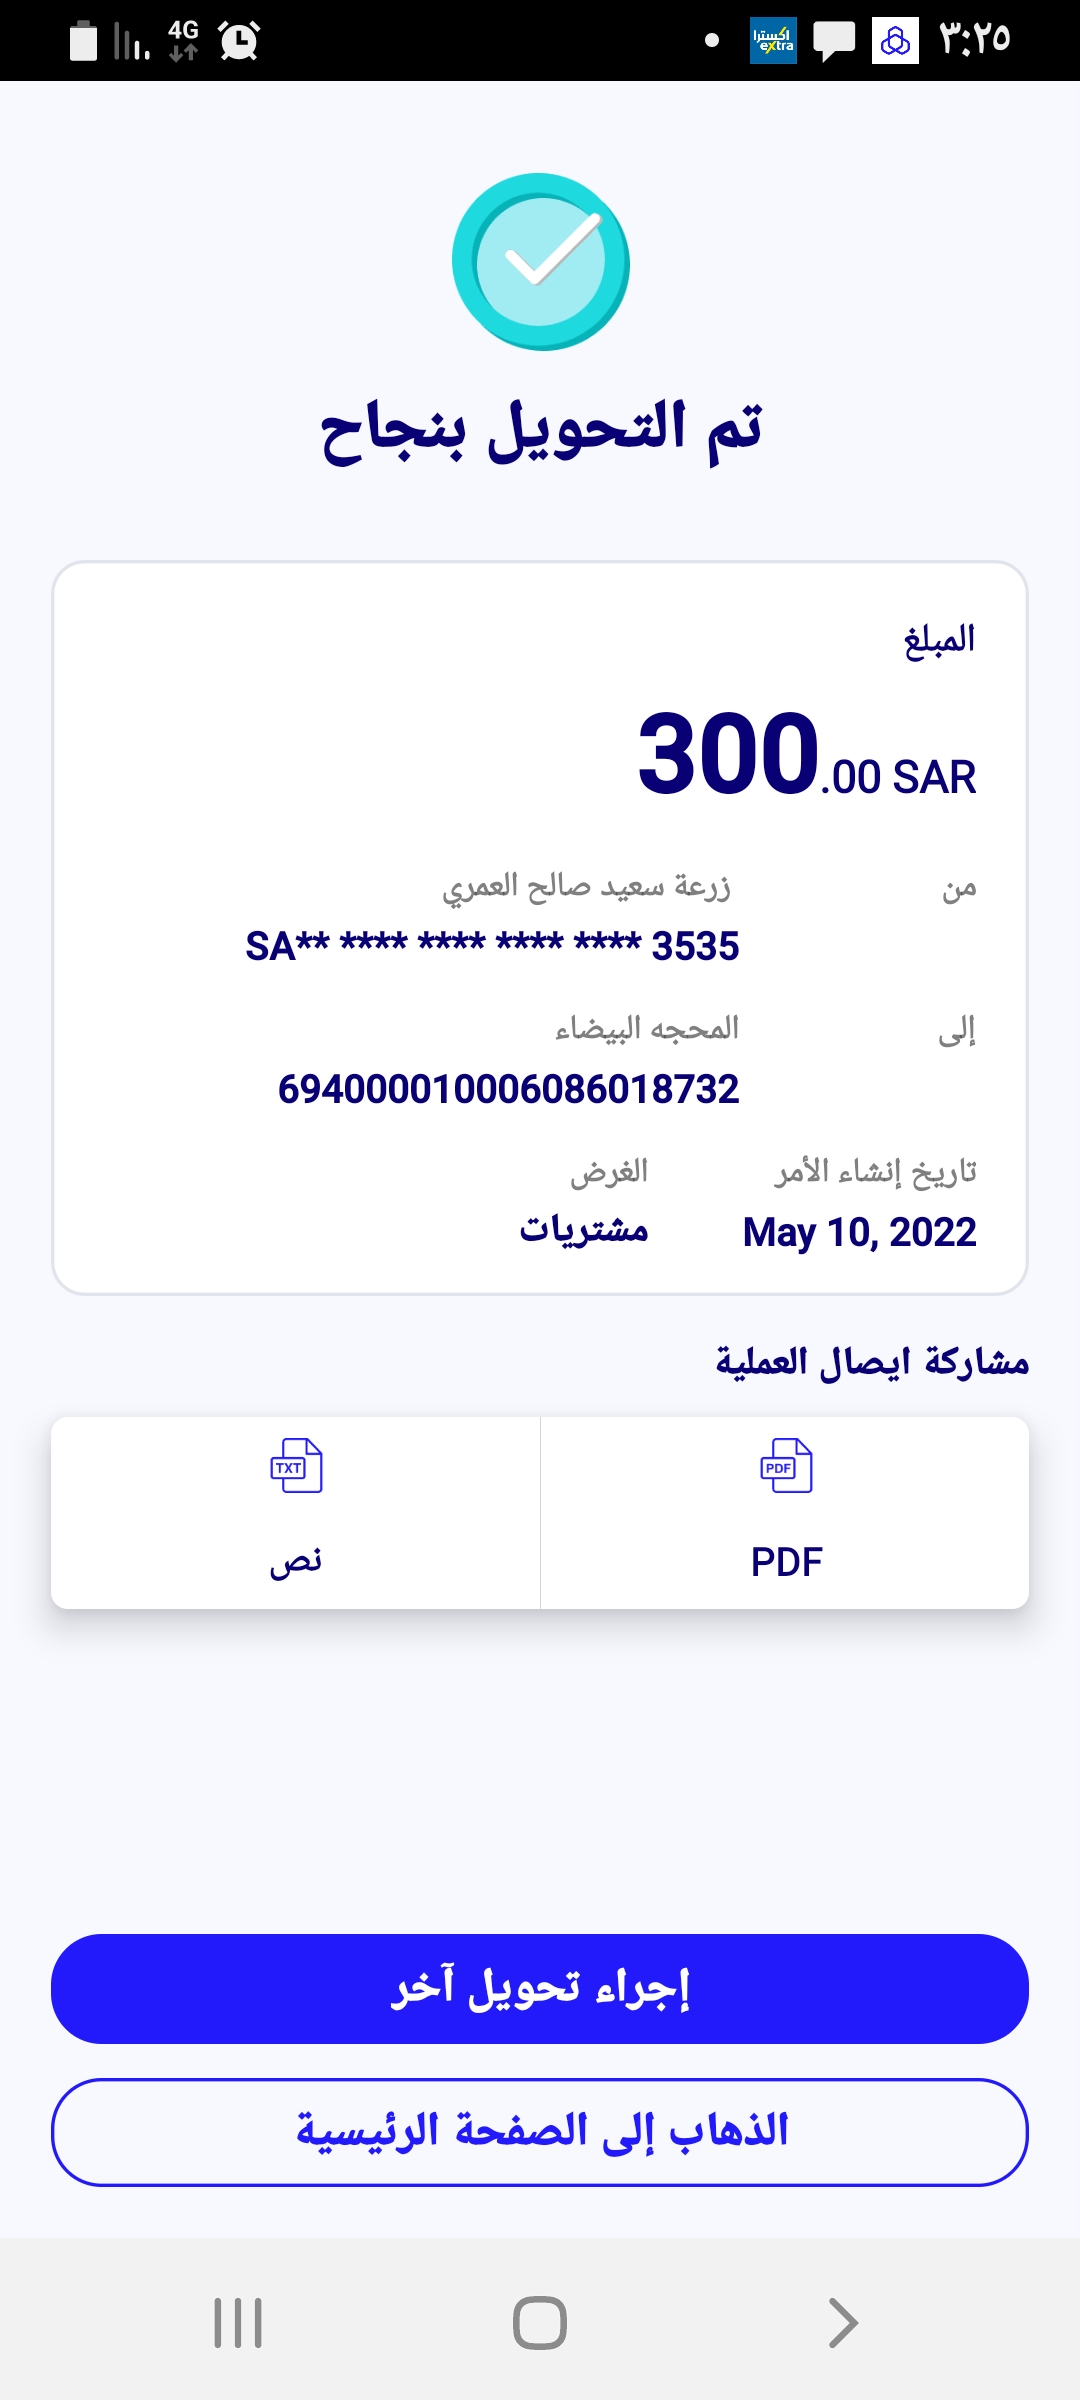 ٣:٢٥
اكسترا
extra
4G
تم التحويل بنجاح
المبلغ
300.00 SAR
من
زرعة سعيد صالح العمري
SA** **** **** **** **** 3535
إلى
المحجه البيضاء
694000010006086018732
تاريخ إنشاء الأمر
الغرض
May 10, 2022
مشتريات
مشاركة ايصال العملية
PDF
TXT
PDF
نص
إجراء تحويل آخر
الذهاب إلى الصفحة الرئيسية